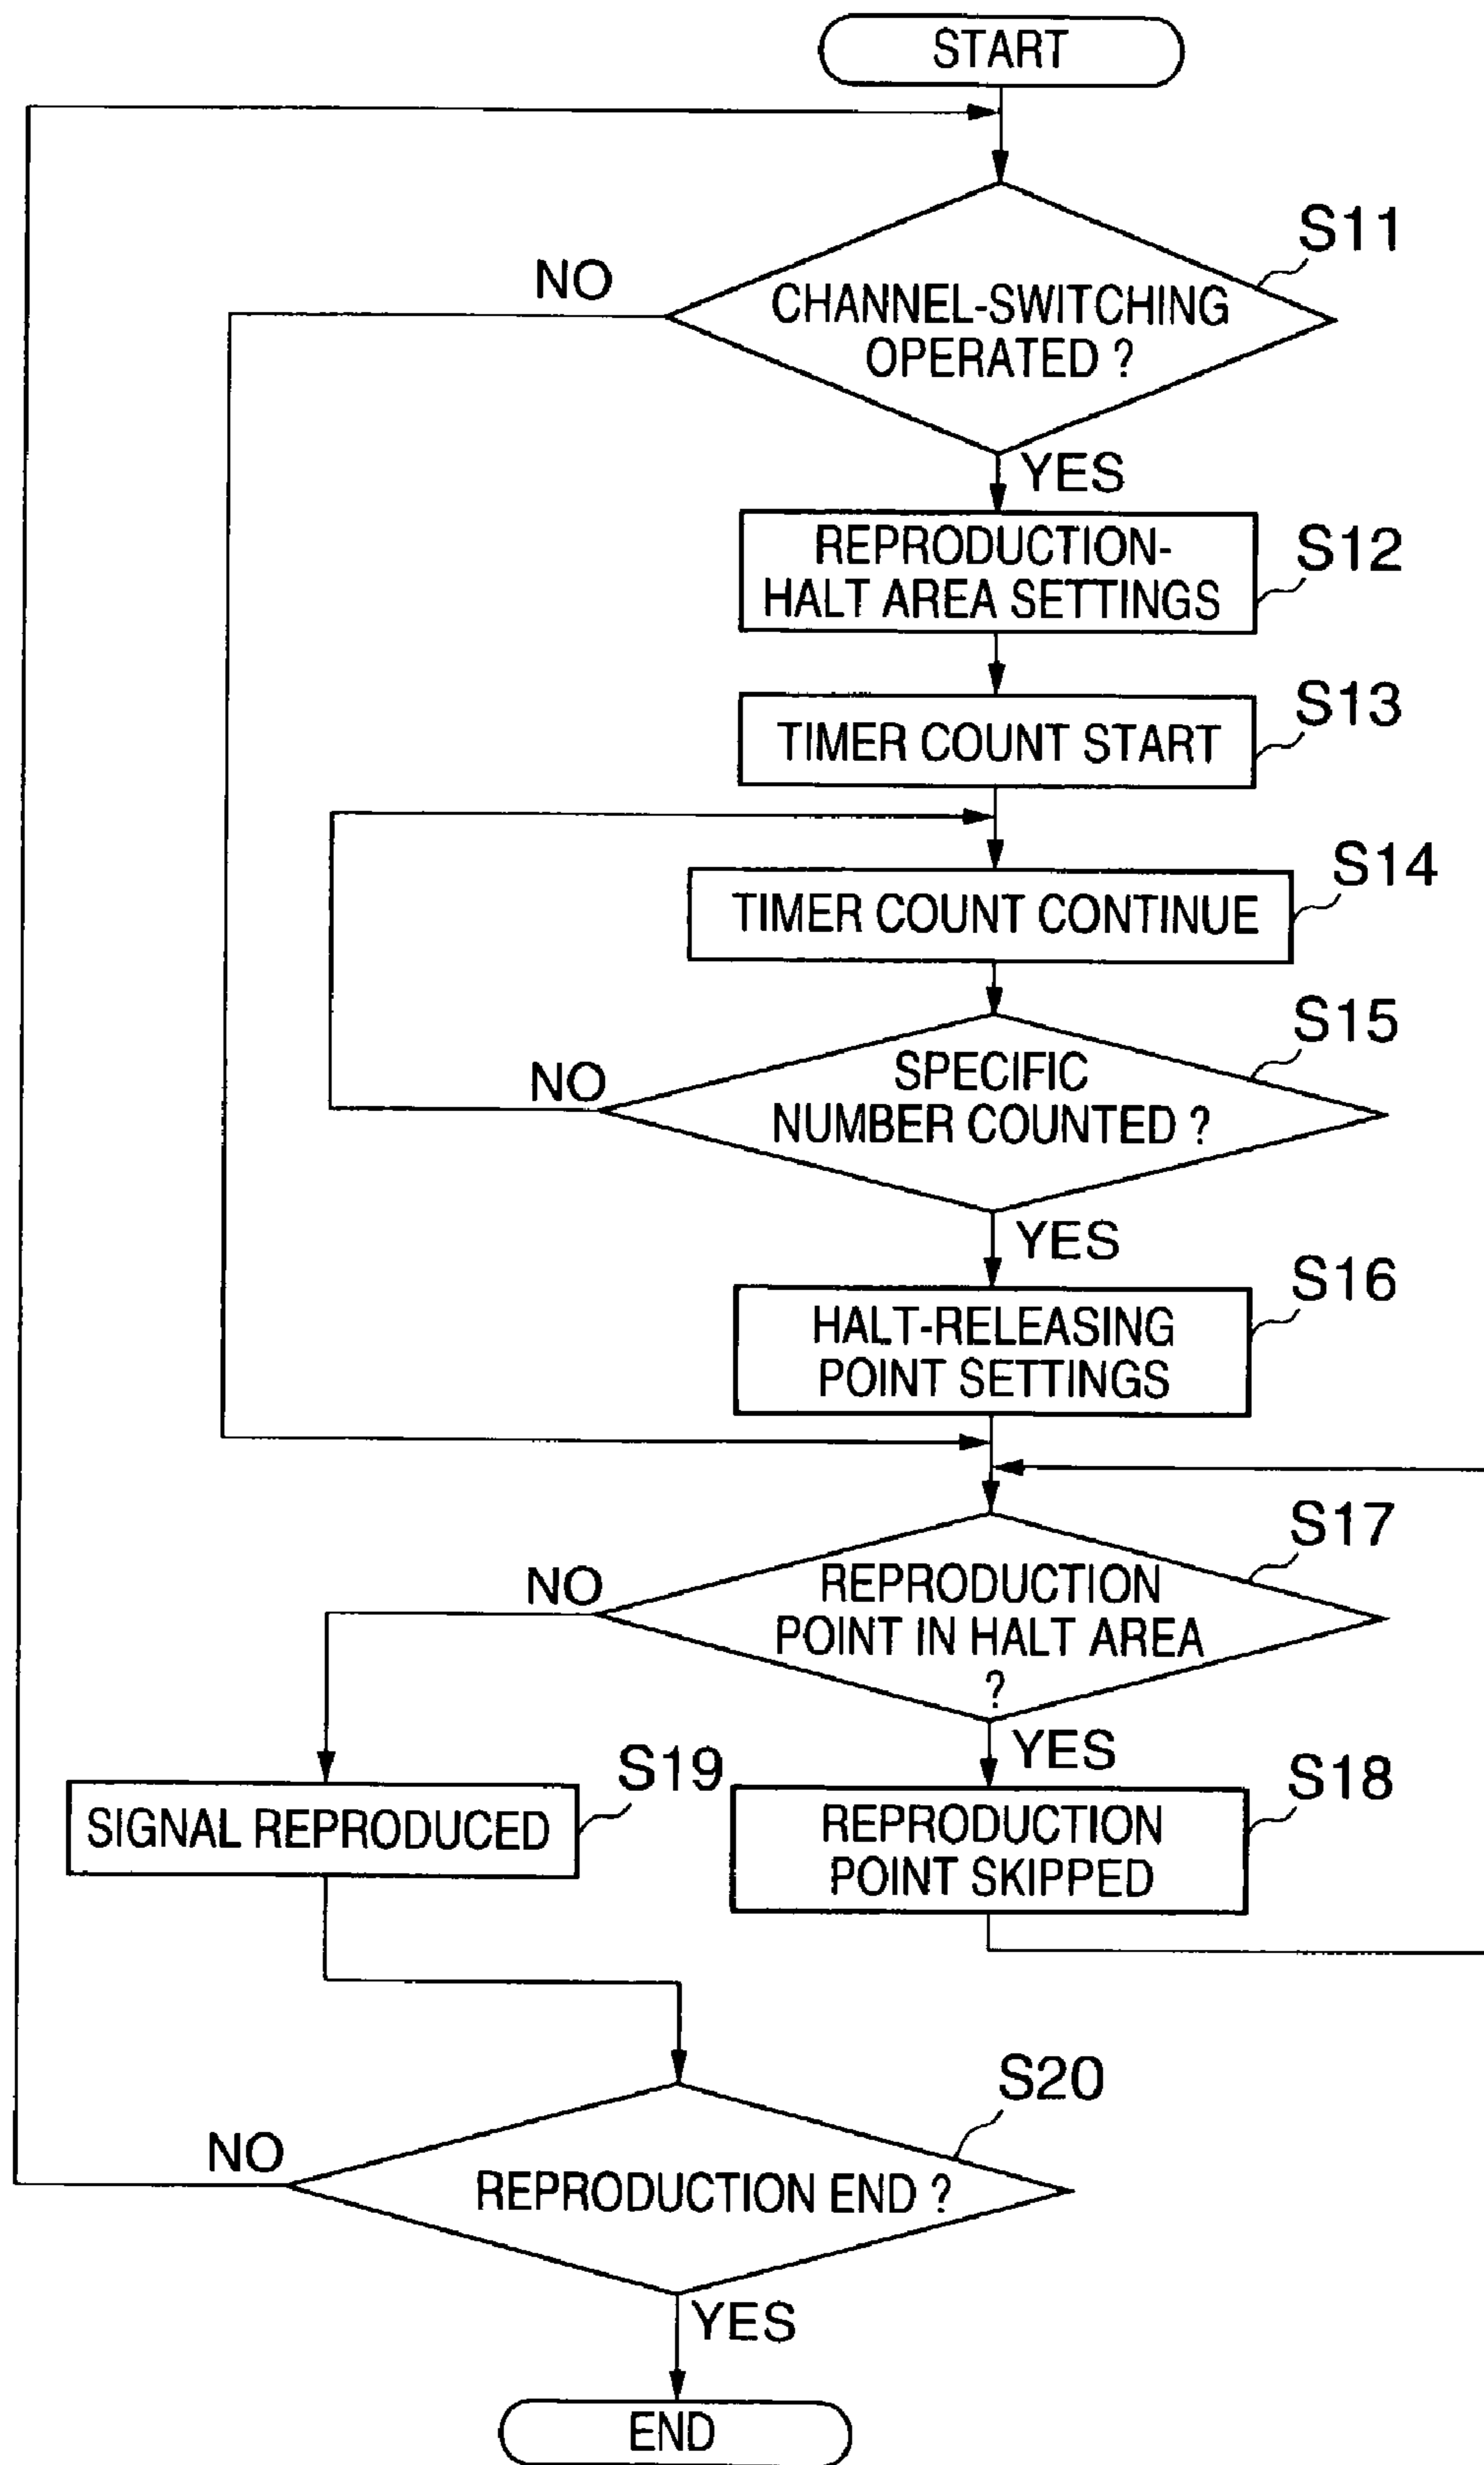 START
S11
NO
CHANNEL-SWITCHING
OPERATED ?
YES
REPRODUCTION-
HALT AREA SETTINGS
S12
TIMER COUNT START
S13
TIMER COUNT CONTINUE
S14
S15
SPECIFIC
NUMBER COUNTED ?
NO
YES
HALT-RELEASING
POINT SETTINGS
S16
S17
NO
REPRODUCTION
POINT IN HALT AREA
?
YES
SIGNAL REPRODUCED
S19
REPRODUCTION
POINT SKIPPED
S18
S20
NO
REPRODUCTION END ?
YES
END